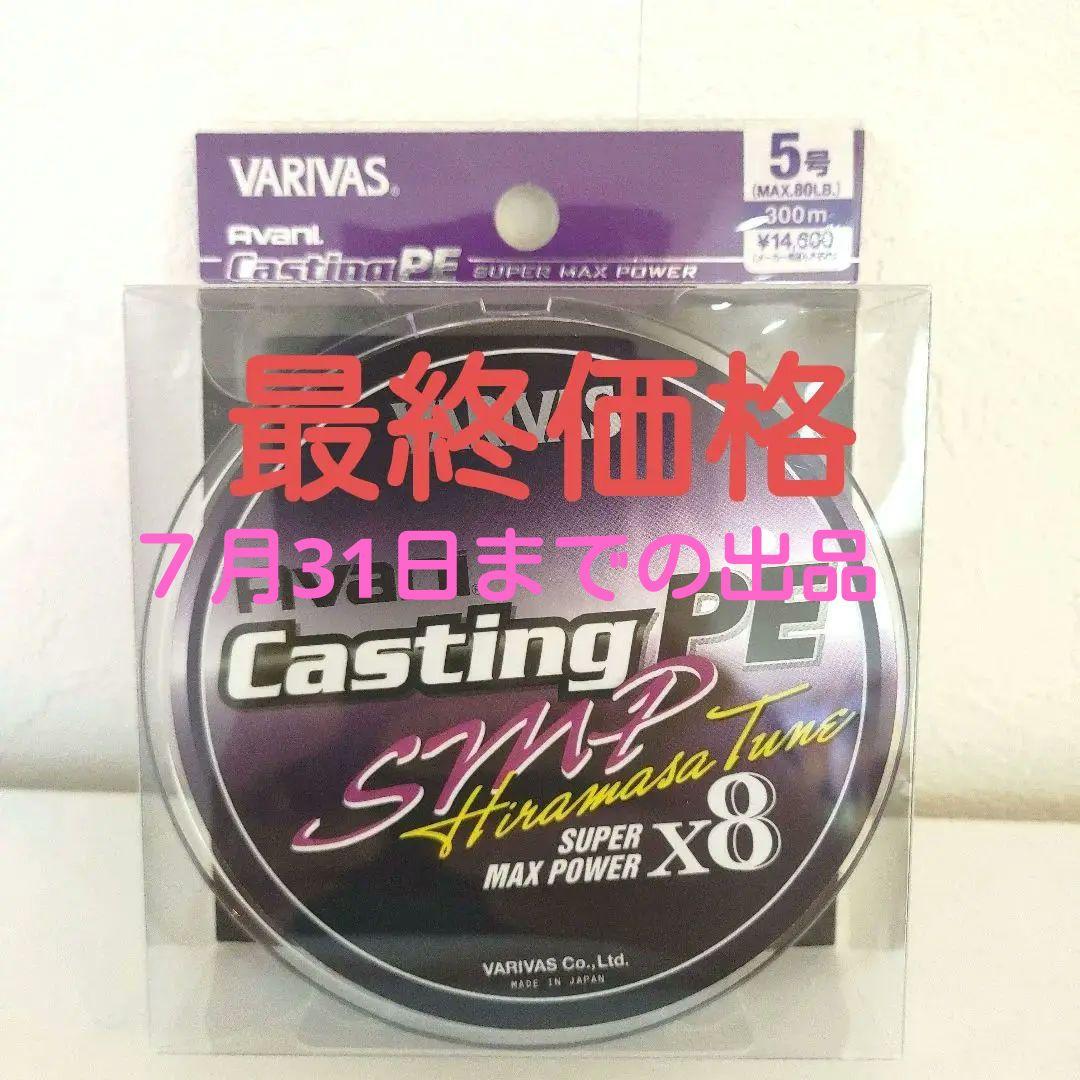 VARIVAS®
Avani
Casting PE SUPER MAX POWER
5号
(MAX.80LB.)
300m
¥14,600
最終価格
VARIVAS
7月31日までの出品
Avani
Casting PE
SMP
Hiramasa Tune
SUPER
MAX POWER X8
VARIVAS Co.,Ltd.
MADE IN JAPAN